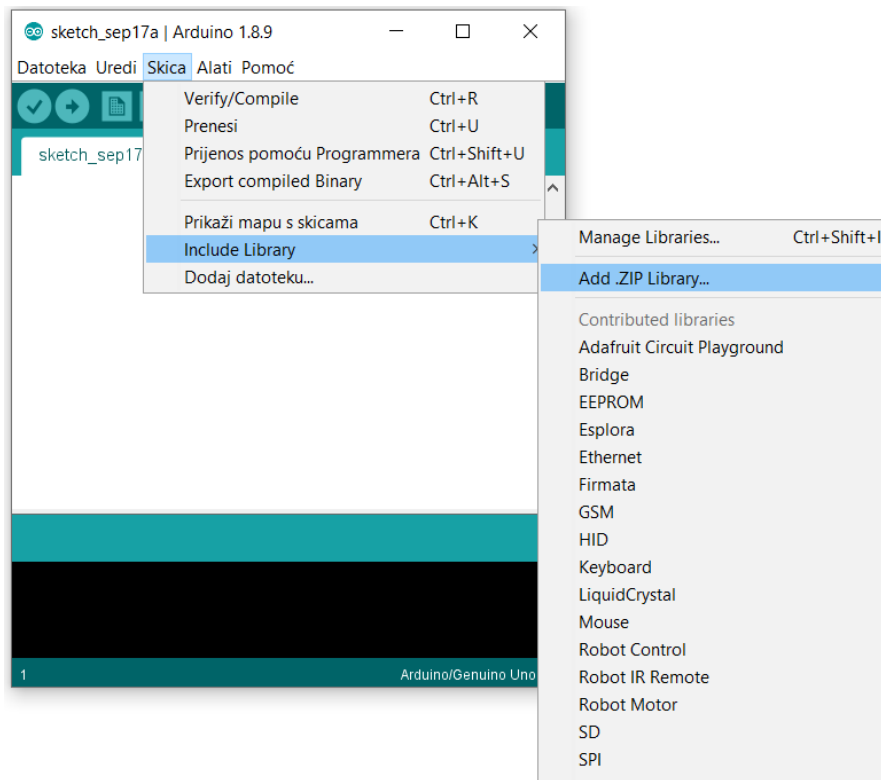 sketch_sep17a | Arduino 1.8.9
Datoteka Uredi Skica Alati Pomoć
Verify/Compile Ctrl+R
Prenesi Ctrl+U
Prijenos pomoću Programmera Ctrl+Shift+U
Export compiled Binary Ctrl+Alt+S
sketch_sep17
Prikaži mapu s skicama Ctrl+K
Include Library
Dodaj datoteku...
Manage Libraries... Ctrl+Shift+I
Add .ZIP Library...
Contributed libraries
Adafruit Circuit Playground
Bridge
EEPROM
Esplora
Ethernet
Firmata
GSM
HID
Keyboard
LiquidCrystal
Mouse
Robot Control
Robot IR Remote
Robot Motor
SD
SPI
1 Arduino/Genuino Uno